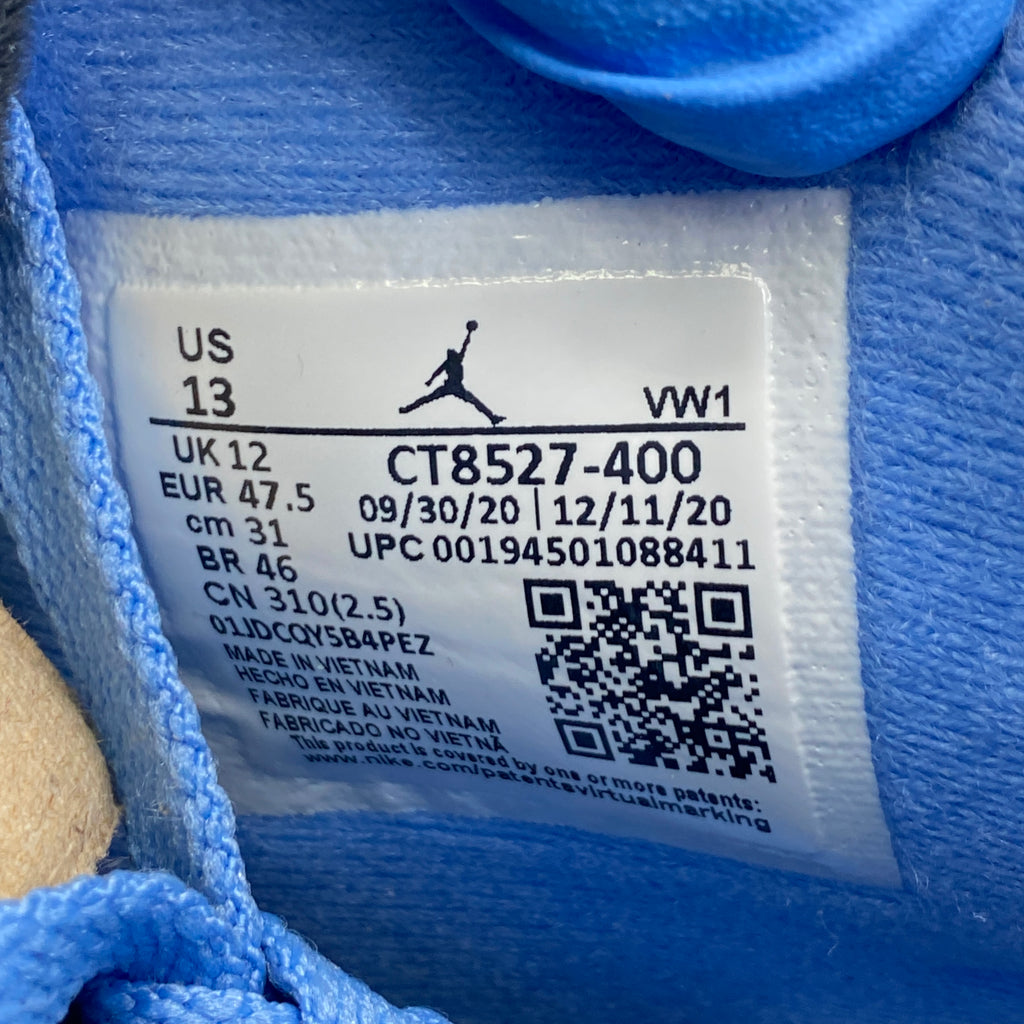 US
13
VW1
UK 12
EUR 47.5
cm 31
BR 46
CN 310(2.5)
CT8527-400
09/30/20 | 12/11/20
UPC 00194501088411
01JDCQY5B4PEZ
MADE IN VIETNAM
HECHO EN VIETNAM
FABRIQUE AU VIETNAM
FABRICADO NO VIETNÃ
This product is covered by one or more patents:
www.nike.com/patentsvirtualmarking